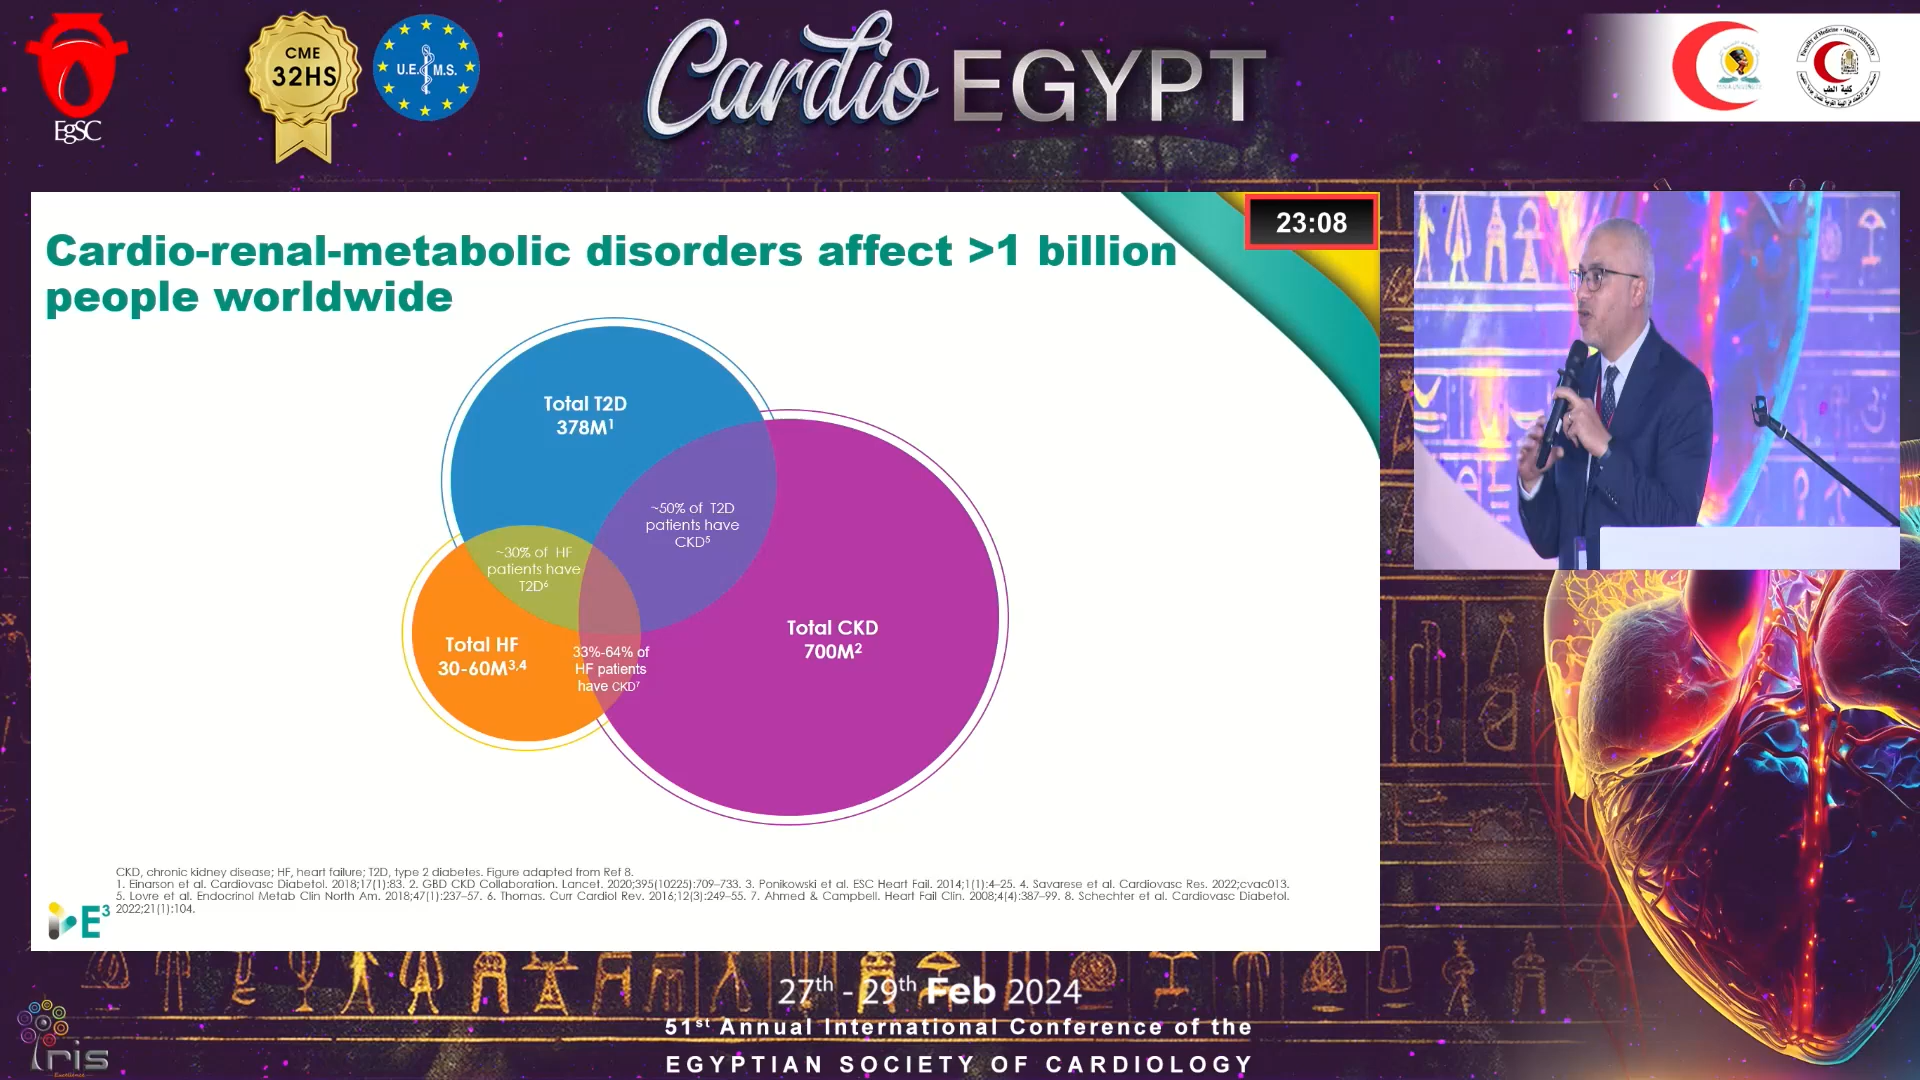 EgSC
CME
32HS
U.E. M.S.
Cardio EGYPT
كلية الطب
23:08
Cardio-renal-metabolic disorders affect >1 billion
people worldwide
Total T2D
378M¹
~50% of T2D
patients have
CKD⁵
~30% of HF
patients have
T2D⁶
Total HF
30-60M³,⁴
33%-64% of
HF patients
have CKD⁷
Total CKD
700M²
CKD, chronic kidney disease; HF, heart failure; T2D, type 2 diabetes. Figure adapted from Ref 8.
1. Einarson et al. Cardiovasc Diabetol. 2018;17(1):83. 2. GBD CKD Collaboration. Lancet. 2020;395(10225):709–733. 3. Ponikowski et al. ESC Heart Fail. 2014;1(1):4–25. 4. Savarese et al. Cardiovasc Res. 2022;cvac013.
5. Lovre et al. Endocrinol Metab Clin North Am. 2018;47(1):237–57. 6. Thomas. Curr Cardiol Rev. 2016;12(3):249–55. 7. Ahmed & Campbell. Heart Fail Clin. 2008;4(4):387–99. 8. Schechter et al. Cardiovasc Diabetol.
2022;21(1):104.
E³
27th - 29th Feb 2024
51st Annual International Conference of the
EGYPTIAN SOCIETY OF CARDIOLOGY
Iris
Excellence